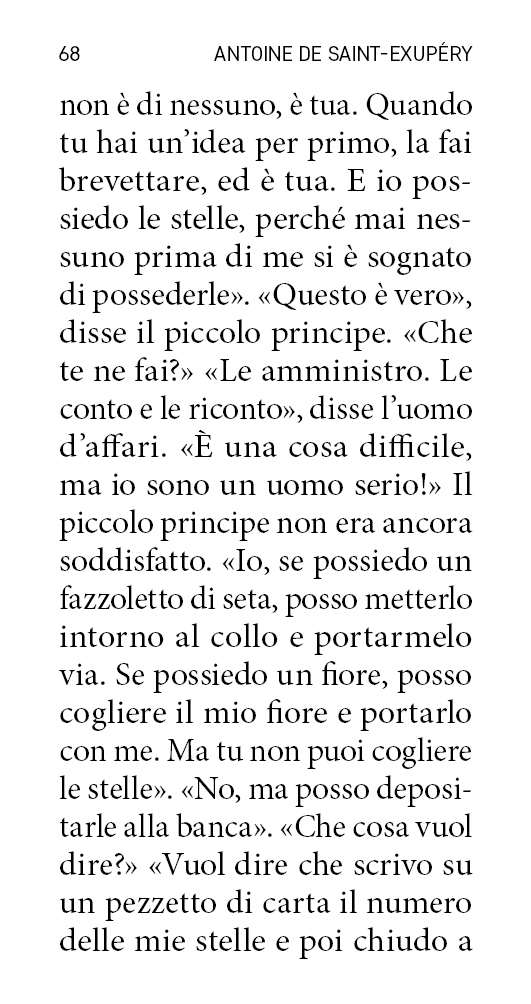 68 ANTOINE DE SAINT-EXUPÉRY
non è di nessuno, è tua. Quando
tu hai un’idea per primo, la fai
brevettare, ed è tua. E io pos-
siedo le stelle, perché mai nes-
suno prima di me si è sognato
di possederle». «Questo è vero»,
disse il piccolo principe. «Che
te ne fai?» «Le amministro. Le
conto e le riconto», disse l’uomo
d’affari. «È una cosa difficile,
ma io sono un uomo serio!» Il
piccolo principe non era ancora
soddisfatto. «Io, se possiedo un
fazzoletto di seta, posso metterlo
intorno al collo e portarmelo
via. Se possiedo un fiore, posso
cogliere il mio fiore e portarlo
con me. Ma tu non puoi cogliere
le stelle». «No, ma posso deposi-
tarle alla banca». «Che cosa vuol
dire?» «Vuol dire che scrivo su
un pezzetto di carta il numero
delle mie stelle e poi chiudo a